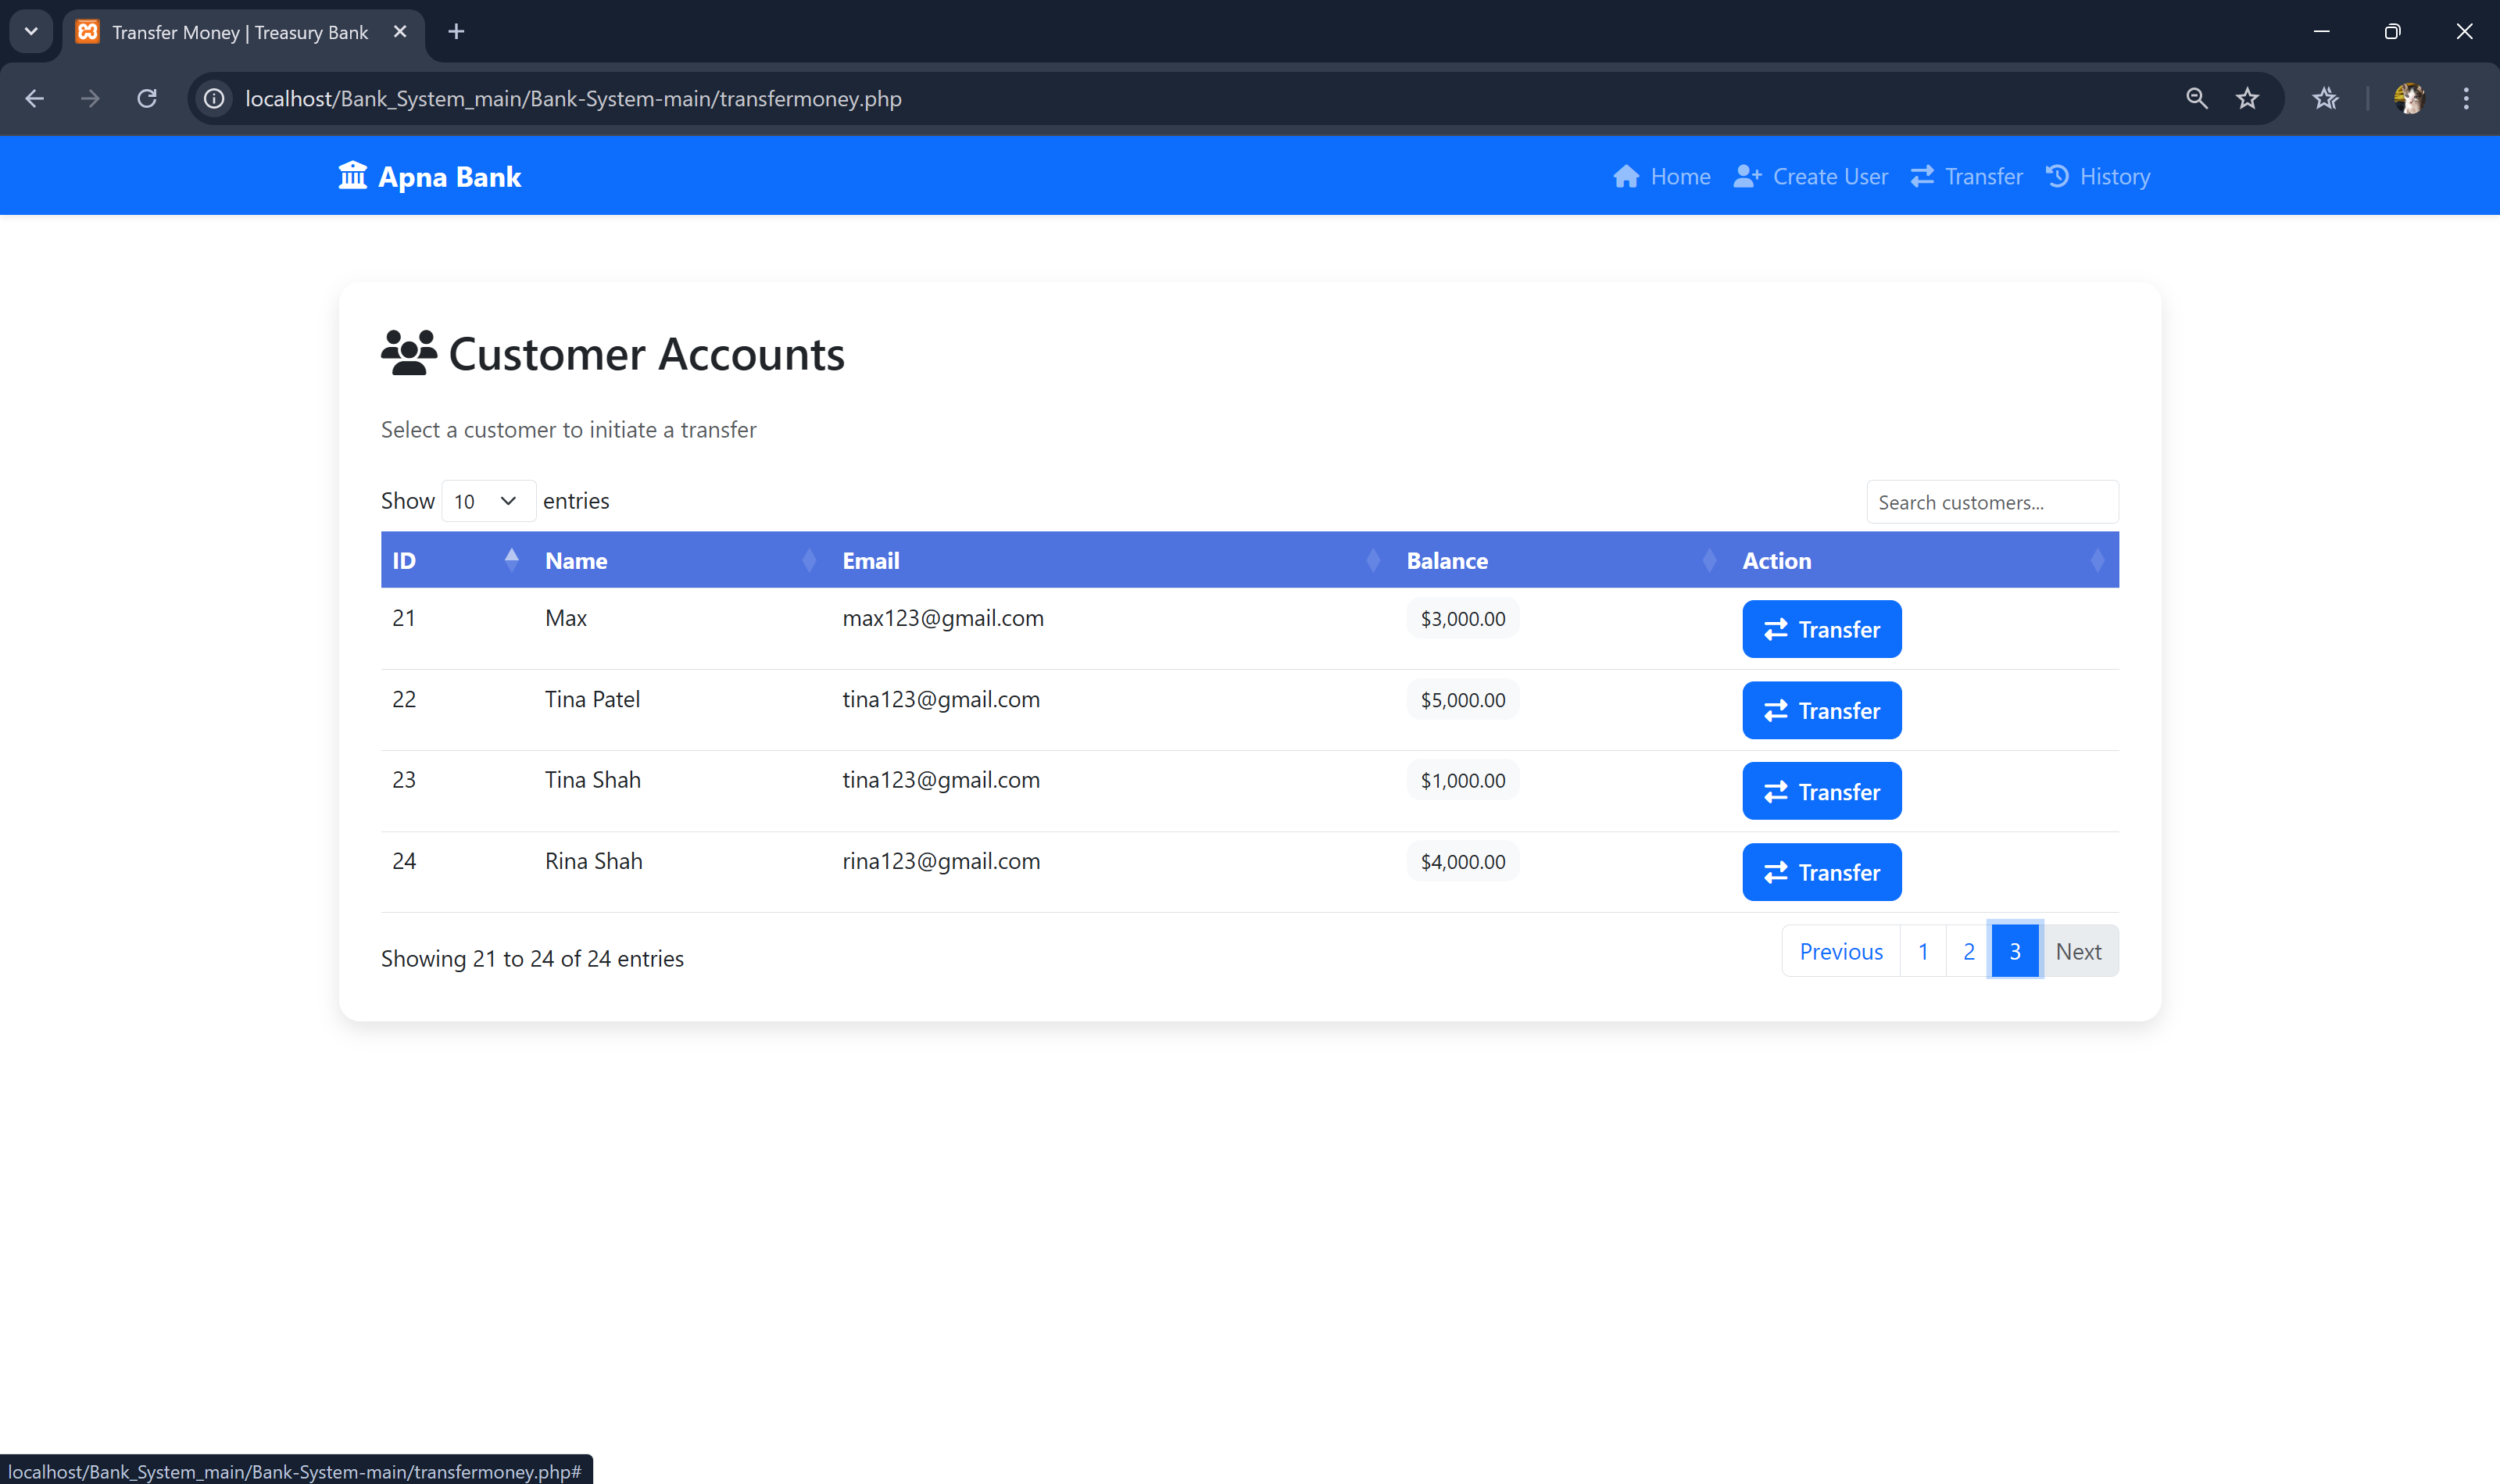 Transfer Money | Treasury Bank
localhost/Bank_System_main/Bank-System-main/transfermoney.php
Apna Bank Home Create User Transfer History
Customer Accounts
Select a customer to initiate a transfer
Show 10 entries Search customers...
ID Name Email Balance Action
21 Max max123@gmail.com $3,000.00 Transfer
22 Tina Patel tina123@gmail.com $5,000.00 Transfer
23 Tina Shah tina123@gmail.com $1,000.00 Transfer
24 Rina Shah rina123@gmail.com $4,000.00 Transfer
Showing 21 to 24 of 24 entries Previous 1 2 3 Next
localhost/Bank_System_main/Bank-System-main/transfermoney.php#